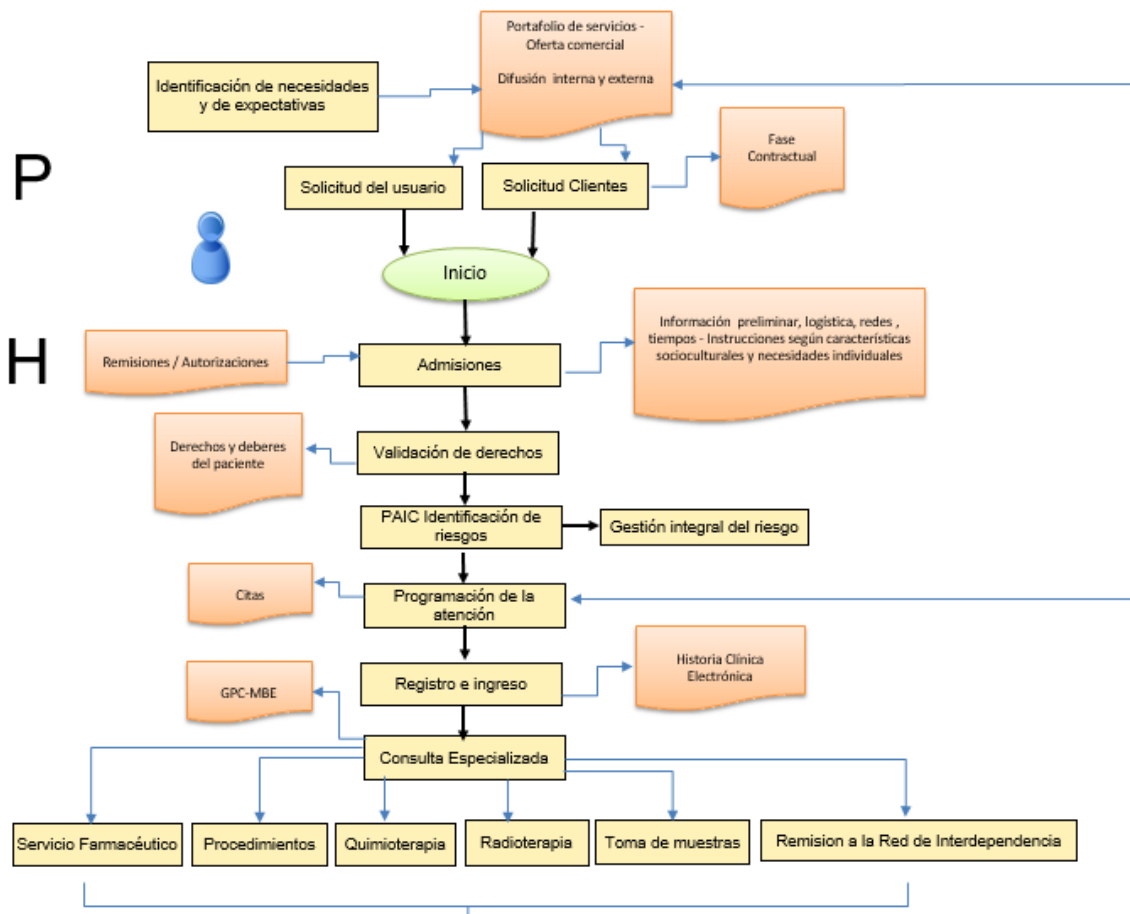 Portafolio de servicios -
Oferta comercial
Difusión interna y externa
Identificación de necesidades
y de expectativas
Fase
Contractual
P
Solicitud del usuario
Solicitud Clientes
Inicio
Información preliminar, logística, redes ,
tiempos - Instrucciones según características
socioculturales y necesidades individuales
H
Remisiones / Autorizaciones
Admisiones
Derechos y deberes
del paciente
Validación de derechos
PAIC Identificación de
riesgos
Gestión integral del riesgo
Citas
Programación de la
atención
Historia Clínica
Electrónica
Registro e ingreso
GPC-MBE
Consulta Especializada
Servicio Farmacéutico
Procedimientos
Quimioterapia
Radioterapia
Toma de muestras
Remision a la Red de Interdependencia